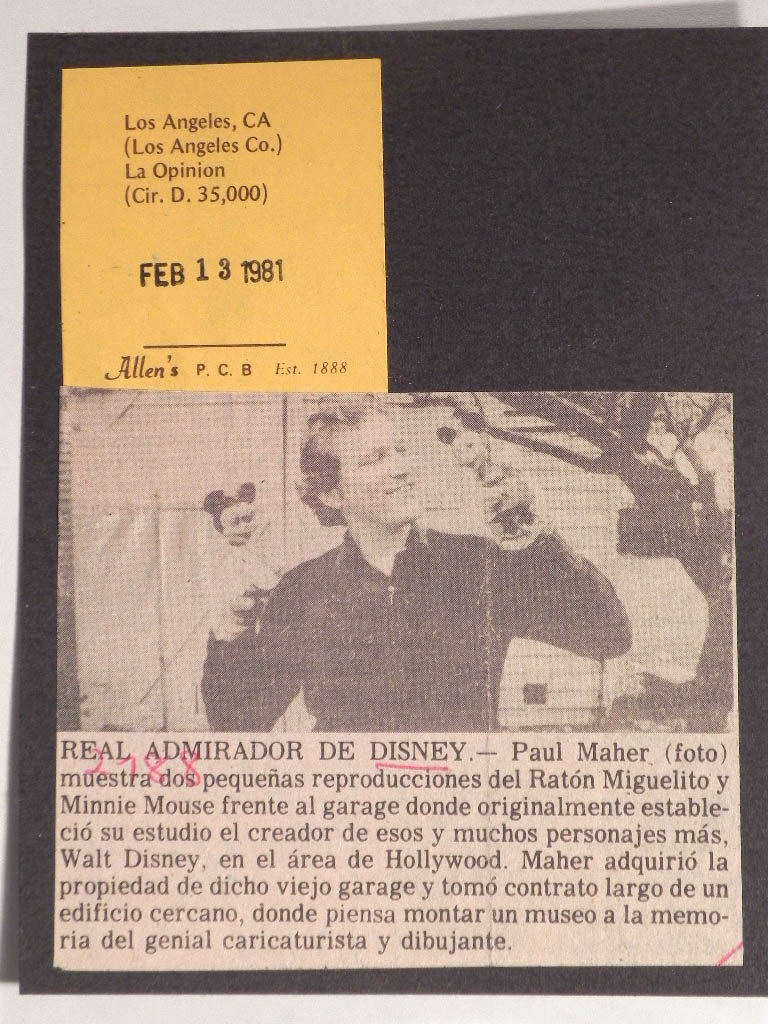 Los Angeles, CA
(Los Angeles Co.)
La Opinion
(Cir. D. 35,000)
FEB 13 1981
Allen's P. C. B Est. 1888
REAL ADMIRADOR DE DISNEY.— Paul Maher (foto)
2788
muestra dos pequeñas reproducciones del Ratón Miguelito y
Minnie Mouse frente al garage donde originalmente estable-
ció su estudio el creador de esos y muchos personajes más,
Walt Disney, en el área de Hollywood. Maher adquirió la
propiedad de dicho viejo garage y tomó contrato largo de un
edificio cercano, donde piensa montar un museo a la memo-
ria del genial caricaturista y dibujante.